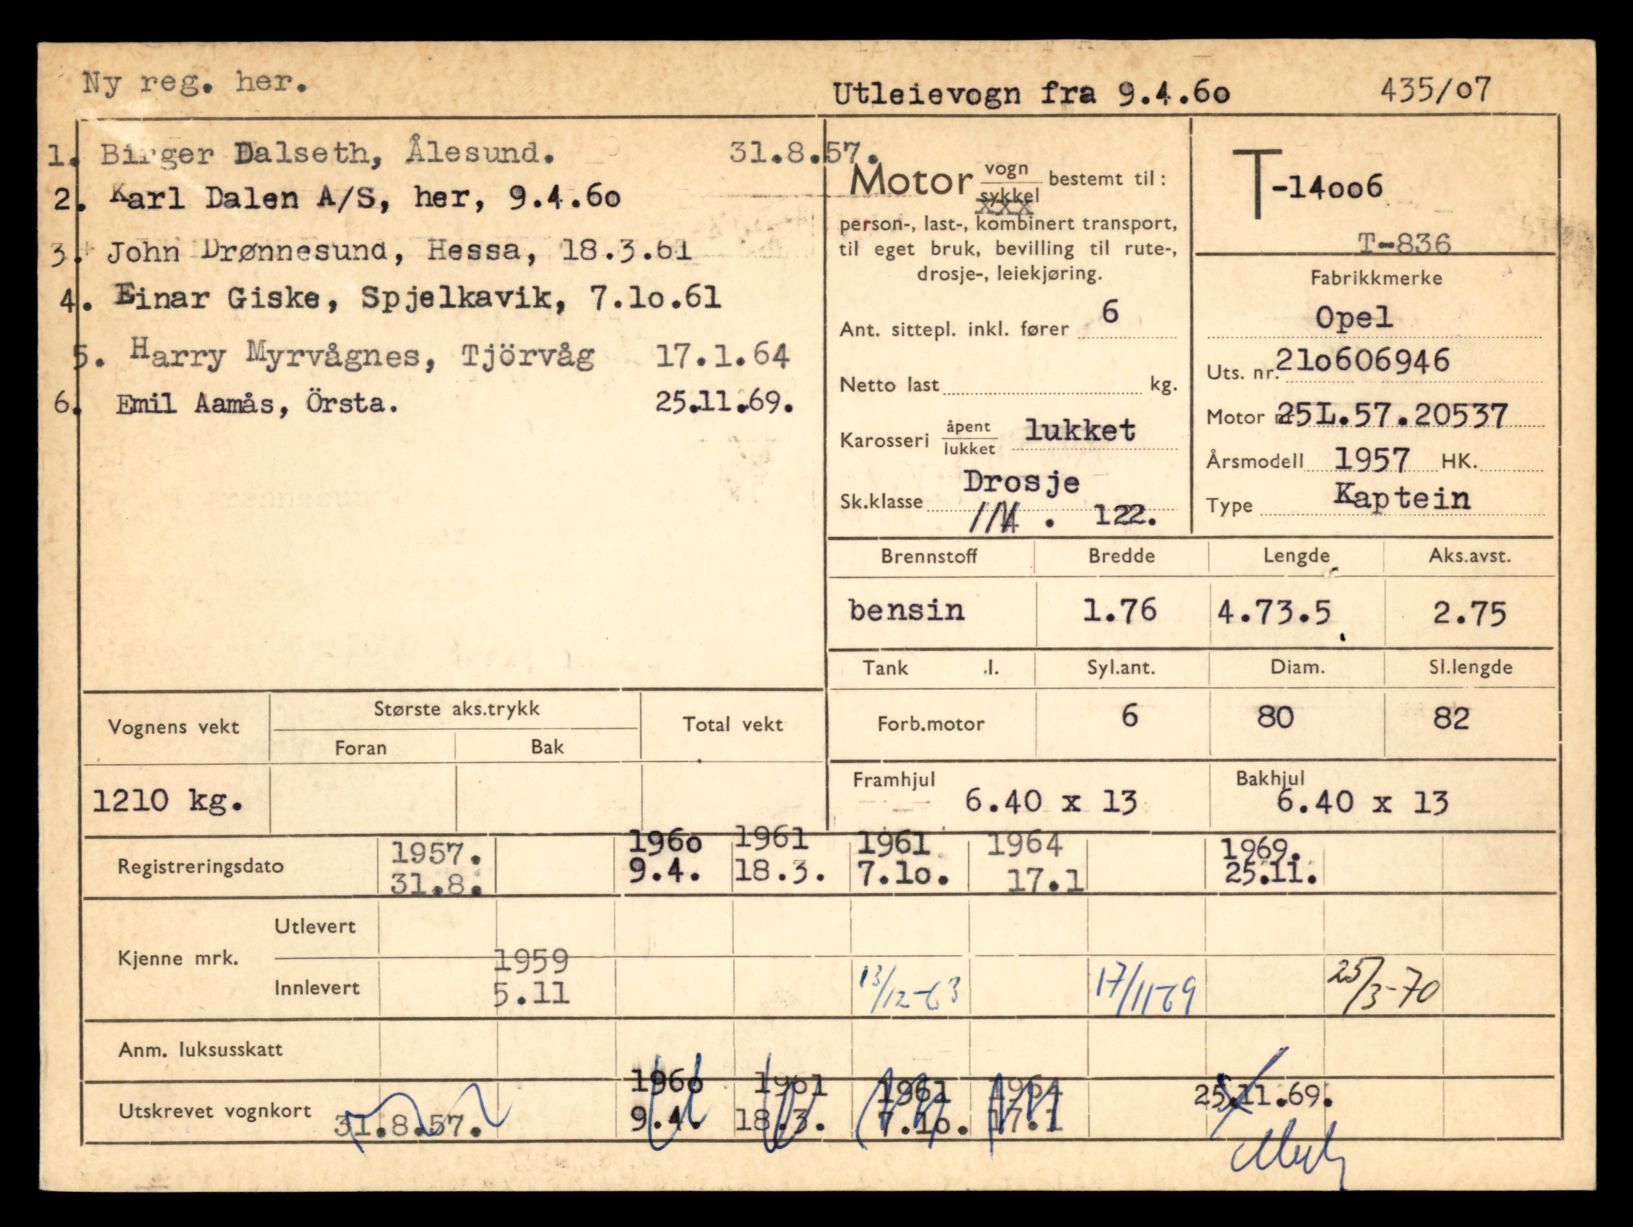 Ny reg. her.
Utleievogn fra 9.4.6o
435/o7
1. Birger Dalseth, Ålesund. 31.8.57.
2. Karl Dalen A/S, her, 9.4.6o
3. John Drønnesund, Hessa, 18.3.61
4. Einar Giske, Spjelkavik, 7.1o.61
5. Harry Myrvågnes, Tjörvåg 17.1.64
6. Emil Aamås, Örsta. 25.11.69.
Motor vogn/sykkel bestemt til:
person-, last-, kombinert transport,
til eget bruk, bevilling til rute-,
drosje-, leiekjøring.
Ant. sittepl. inkl. fører 6
Netto last kg.
Karosseri åpent/lukket lukket
Drosje
Sk.klasse . 122.
T-14oo6
T-836
Fabrikkmerke
Opel
Uts. nr. 21o606946
Motor nr 25L.57.20537
Årsmodell 1957 HK.
Type Kaptein
Brennstoff Bredde Lengde Aks.avst.
bensin 1.76 4.73.5 2.75
Tank .l. Syl.ant. Diam. Sl.lengde
Forb.motor 6 80 82
Framhjul 6.40 x 13
Bakhjul 6.40 x 13
Vognens vekt Største aks.trykk Total vekt
Foran Bak
1210 kg.
Registreringsdato
1957. 1960 1961 1961 1964 1969.
31.8. 9.4. 18.3. 7.1o. 17.1 25.11.
Kjenne mrk.
Utlevert
Innlevert
1959
5.11 13/12-63 17/11-69 25/3-70
Anm. luksusskatt
Utskrevet vognkort
31.8.57.
196o 1961 1961 1964 25.11.69.
9.4. 18.3. 7.1o. 17.1